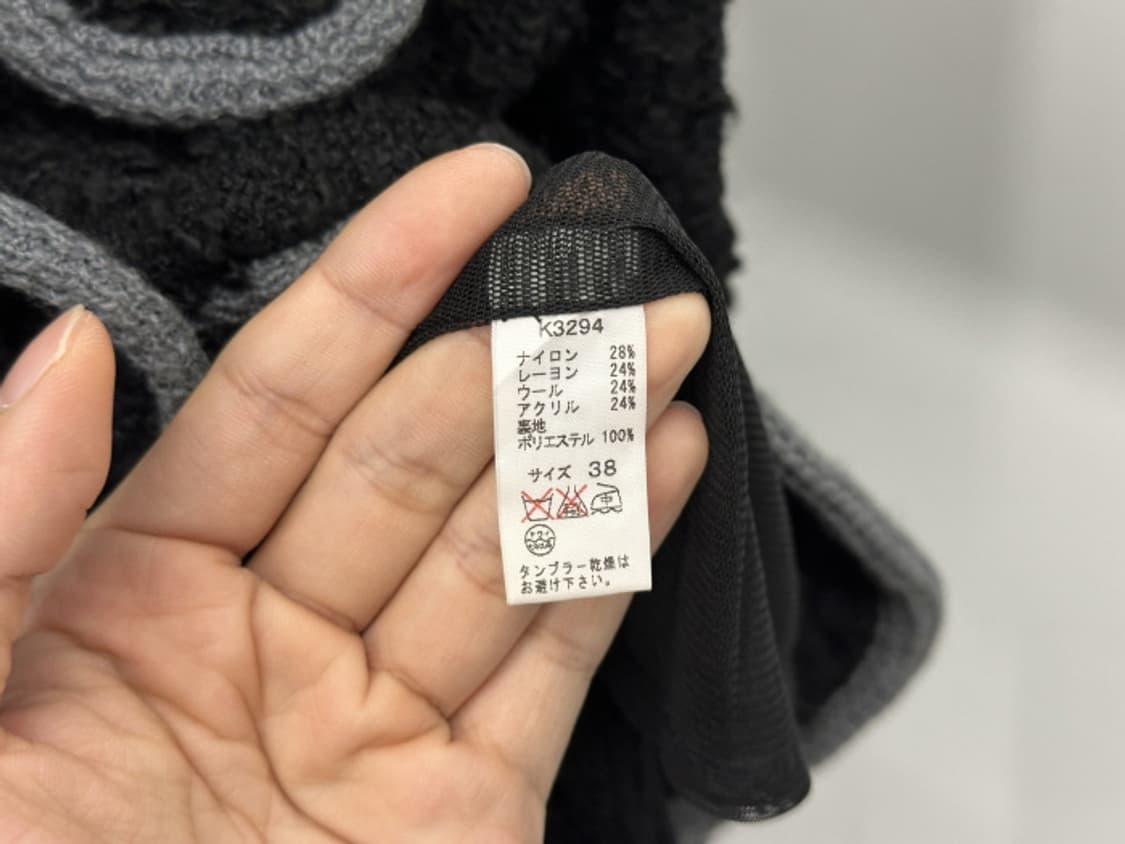 K3294
ナイロン 28%
レーヨン 24%
ウール 24%
アクリル 24%
裏地
ポリエステル 100%
サイズ 38
中
タンブラー乾燥は
お避け下さい。